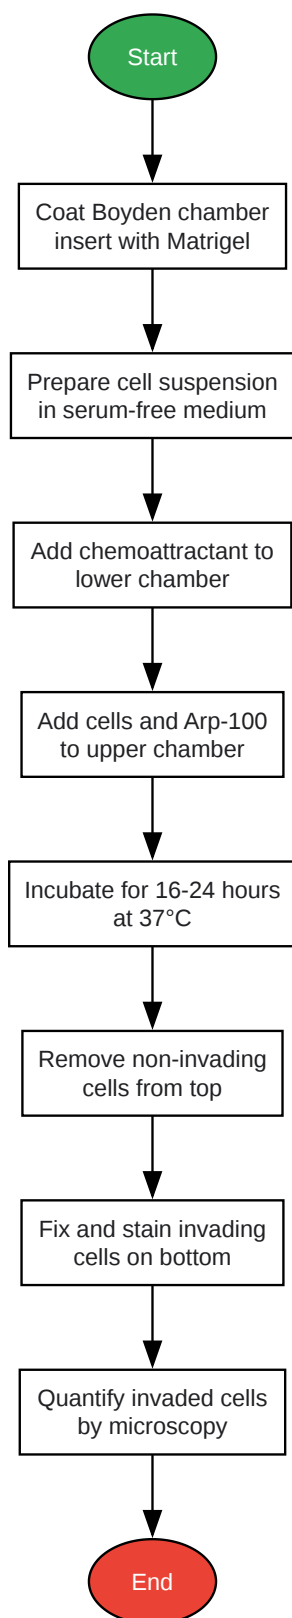 Start
Coat Boyden chamber
insert with Matrigel
Prepare cell suspension
in serum-free medium
Add chemoattractant to
lower chamber
Add cells and Arp-100
to upper chamber
Incubate for 16-24 hours
at 37°C
Remove non-invading
cells from top
Fix and stain invading
cells on bottom
Quantify invaded cells
by microscopy
End